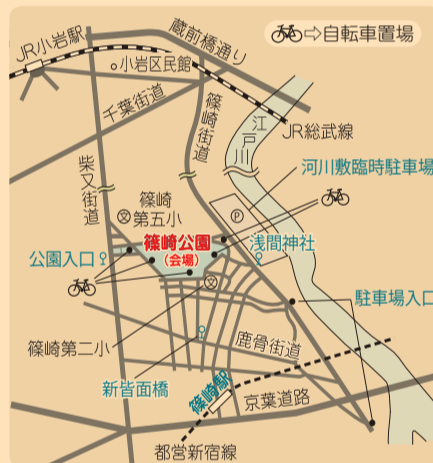 🚲⇨自転車置場
JR小岩駅
蔵前橋通り
小岩区民館
千葉街道
篠崎街道
江戸川
JR総武線
柴又街道
河川敷臨時駐車場
篠崎
第五小
文
P
公園入口
篠崎公園
(会場)
浅間神社
文
駐車場入口
篠崎第二小
鹿骨街道
新皆面橋
篠崎駅
京葉道路
都営新宿線